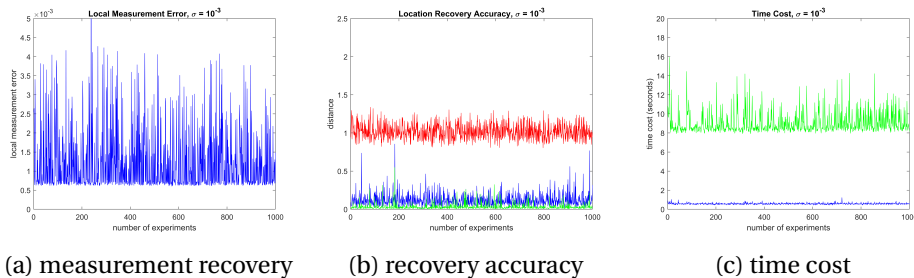 Local Measurement Error, σ = 10⁻³
×10⁻³
5
4.5
4
3.5
3
2.5
2
1.5
1
0.5
0
local measurement error
0 200 400 600 800 1000
number of experiments
(a) measurement recovery
Location Recovery Accuracy, σ = 10⁻³
2.5
2
1.5
1
0.5
0
distance
200 400 600 800 1000
number of experiments
(b) recovery accuracy
Time Cost, σ = 10⁻³
20
18
16
14
12
10
8
6
4
2
0
time cost (seconds)
0 200 400 600 800 1000
number of experiments
(c) time cost